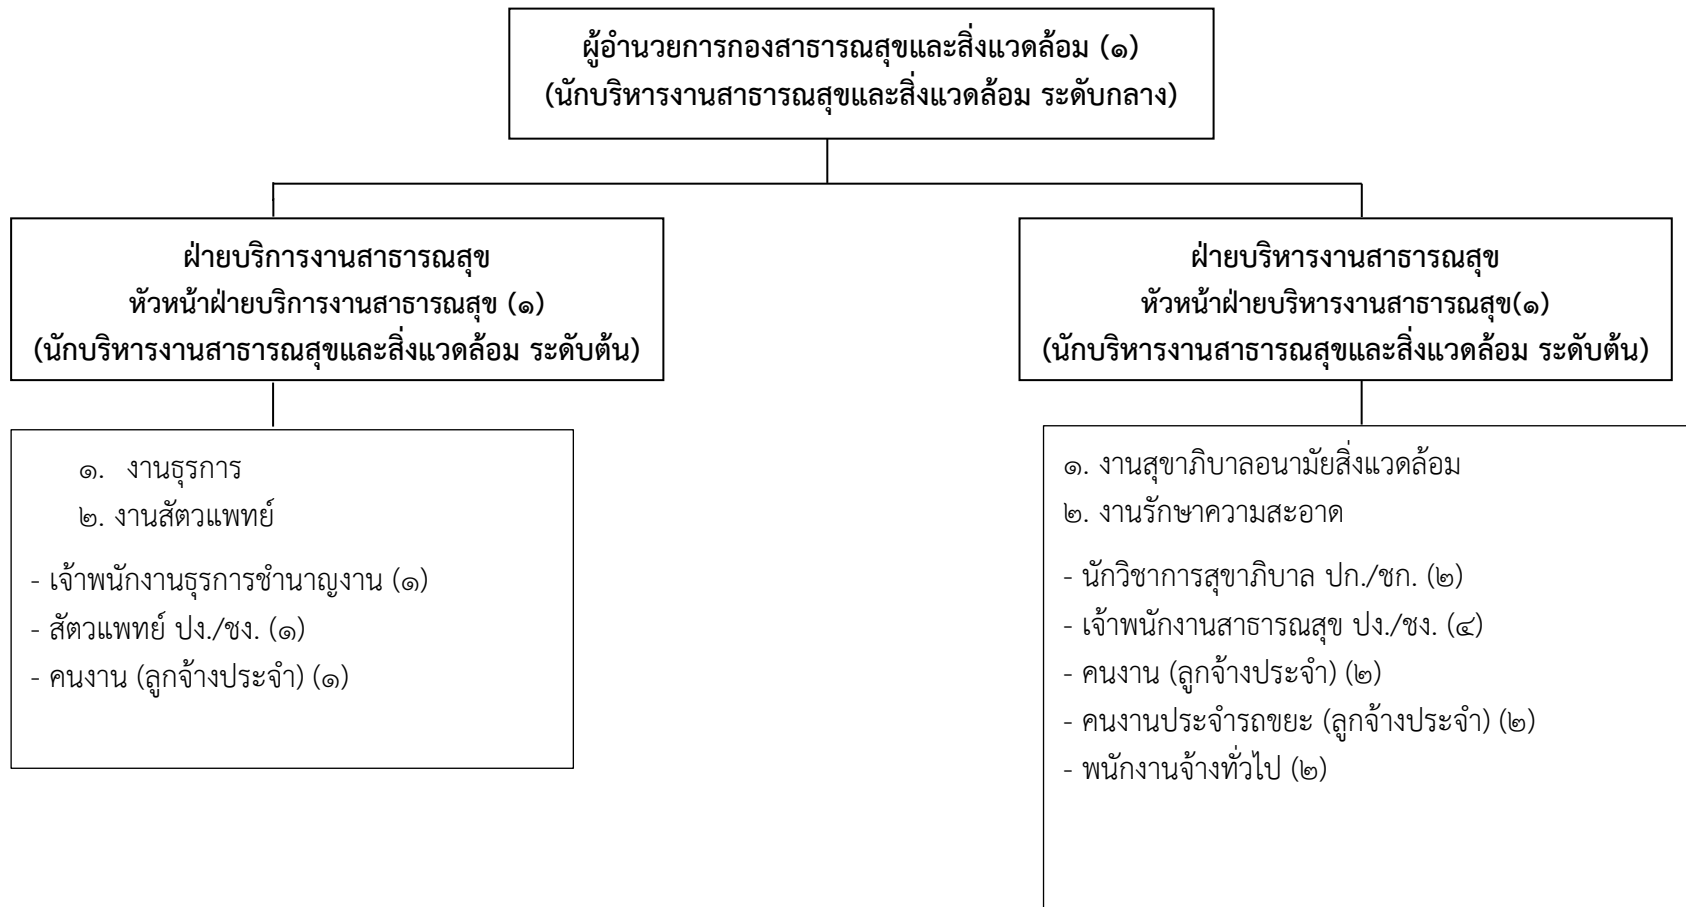 ผู้อำนวยการกองสาธารณสุขและสิ่งแวดล้อม (๑)
(นักบริหารงานสาธารณสุขและสิ่งแวดล้อม ระดับกลาง)
ฝ่ายบริการงานสาธารณสุข
หัวหน้าฝ่ายบริการงานสาธารณสุข (๑)
(นักบริหารงานสาธารณสุขและสิ่งแวดล้อม ระดับต้น)
๑. งานธุรการ
๒. งานสัตวแพทย์
- เจ้าพนักงานธุรการชำนาญงาน (๑)
- สัตวแพทย์ ปง./ชง. (๑)
- คนงาน (ลูกจ้างประจำ) (๑)
ฝ่ายบริหารงานสาธารณสุข
หัวหน้าฝ่ายบริหารงานสาธารณสุข(๑)
(นักบริหารงานสาธารณสุขและสิ่งแวดล้อม ระดับต้น)
๑. งานสุขาภิบาลอนามัยสิ่งแวดล้อม
๒. งานรักษาความสะอาด
- นักวิชาการสุขาภิบาล ปก./ชก. (๒)
- เจ้าพนักงานสาธารณสุข ปง./ชง. (๔)
- คนงาน (ลูกจ้างประจำ) (๒)
- คนงานประจำรถขยะ (ลูกจ้างประจำ) (๒)
- พนักงานจ้างทั่วไป (๒)